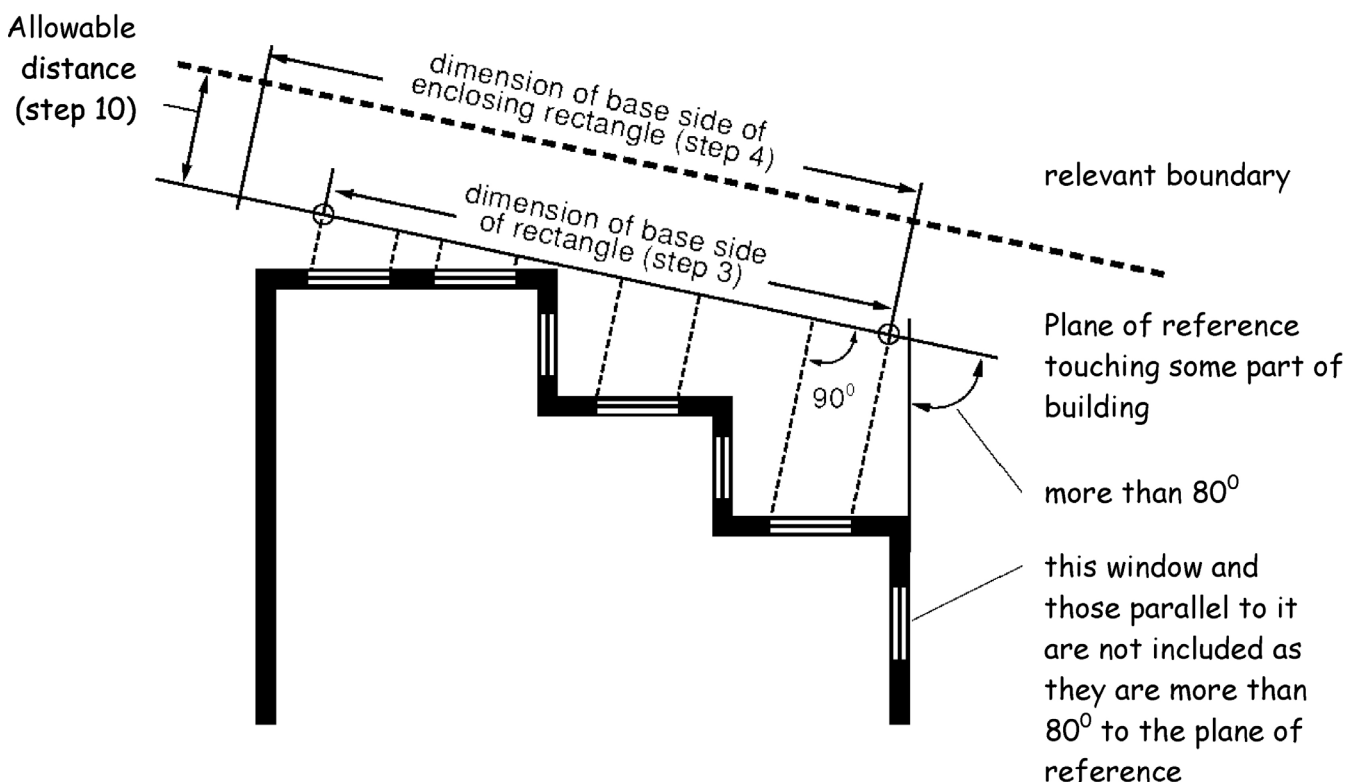 Allowable
distance
(step 10)
dimension of base side of
enclosing rectangle (step 4)
relevant boundary
dimension of base side
of rectangle (step 3)
Plane of reference
touching some part of
building
90⁰
more than 80⁰
this window and
those parallel to it
are not included as
they are more than
80⁰ to the plane of
reference